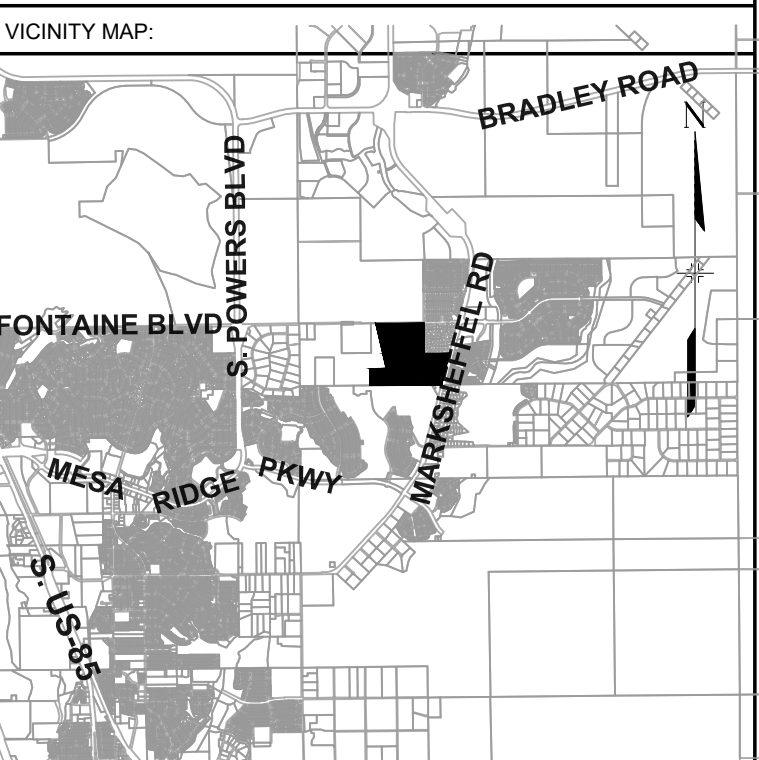 VICINITY MAP:
BRADLEY ROAD
N
S. POWERS BLVD
MARKSHEFFEL RD
FONTAINE BLVD
MESA RIDGE PKWY
S. US-85